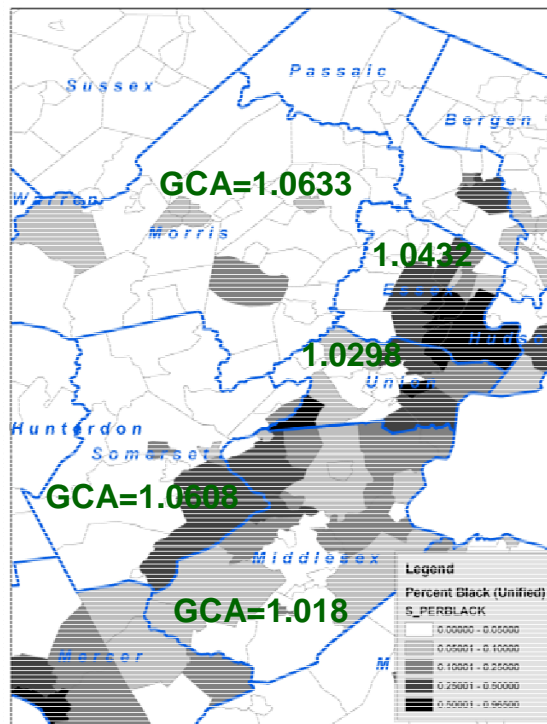 Sussex
Passaic
Bergen
GCA=1.0633
Warren
Morris
1.0432
Essex
Hudso
1.0298
Union
Hunterdon
Somerset
GCA=1.0608
Middlesex
GCA=1.018
Mercer
M
Legend
Percent Black (Unified)
S_PERBLACK
0.00000 - 0.05000
0.05001 - 0.10000
0.10001 - 0.25000
0.25001 - 0.50000
0.50001 - 0.96500